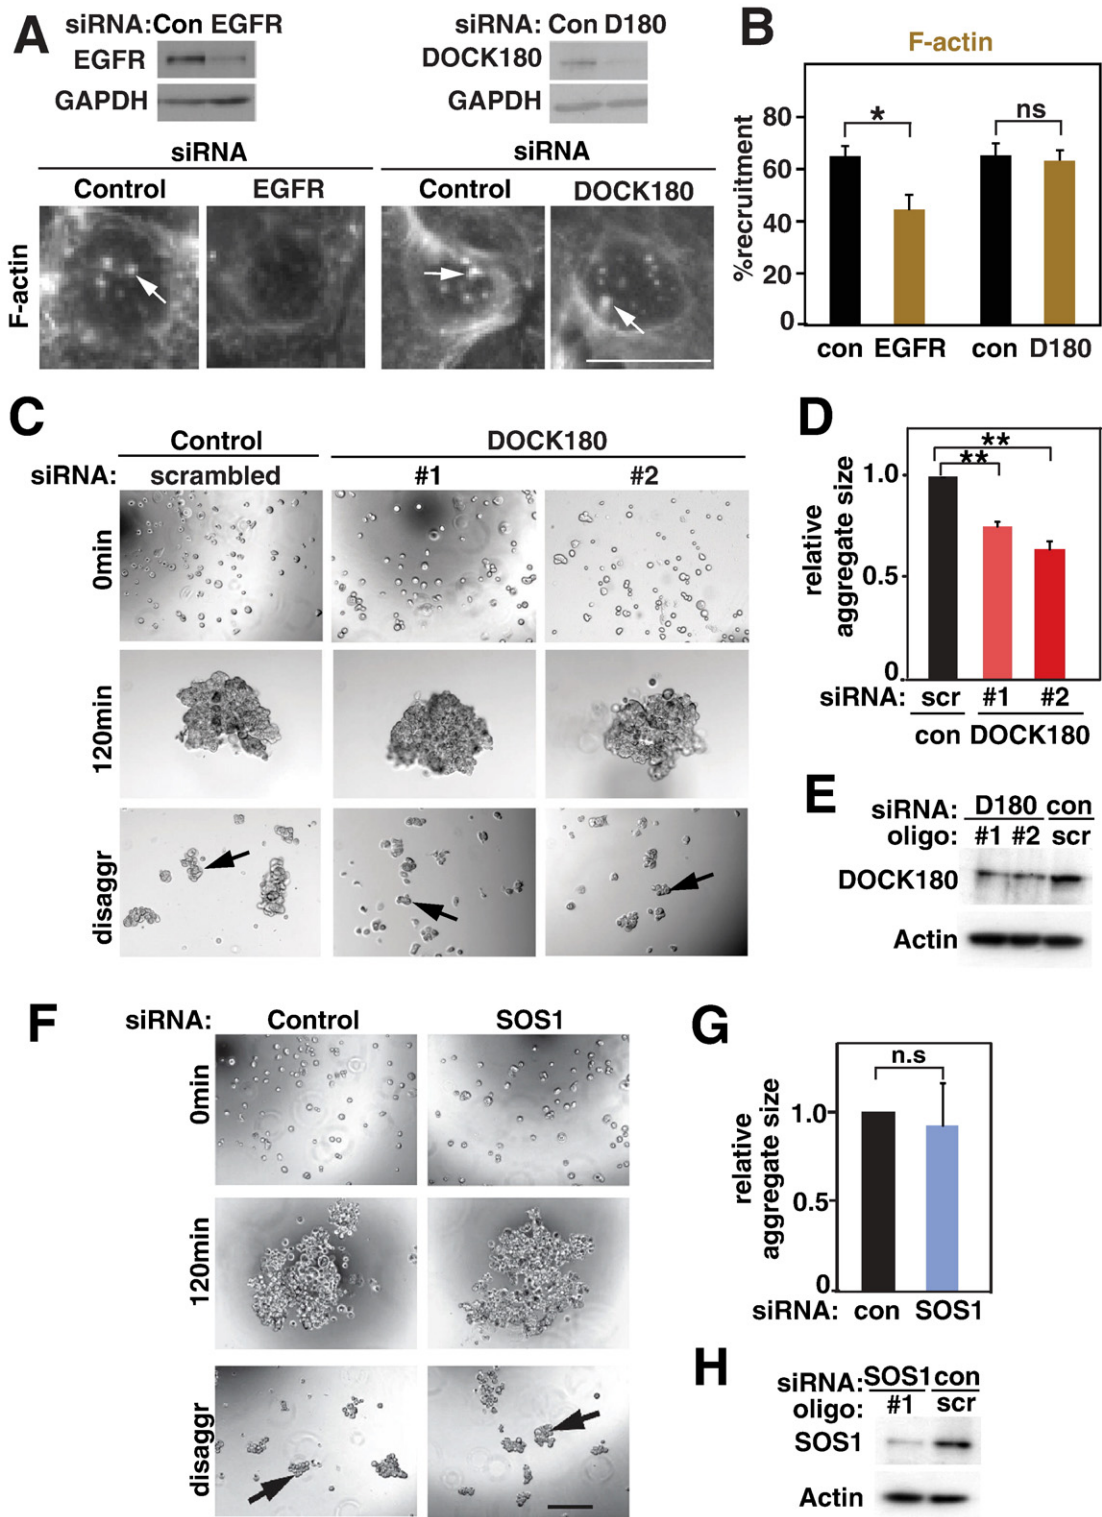 A
siRNA:Con EGFR
EGFR
GAPDH
siRNA: Con D180
DOCK180
GAPDH
siRNA
siRNA
Control
EGFR
Control
DOCK180
F-actin
B
F-actin
%recruitment
80
60
40
20
0
*
ns
con EGFR
con D180
C
Control
DOCK180
siRNA:
scrambled
#1
#2
0min
120min
disaggr
D
relative
aggregate size
1.0
0.5
0
**
**
siRNA:
scr
#1
#2
con
DOCK180
E
siRNA: D180 con
oligo: #1 #2 scr
DOCK180
Actin
F
siRNA:
Control
SOS1
0min
120min
disaggr
G
relative
aggregate size
1.0
0.5
0
n.s
siRNA: con SOS1
H
siRNA:SOS1 con
oligo: #1 scr
SOS1
Actin